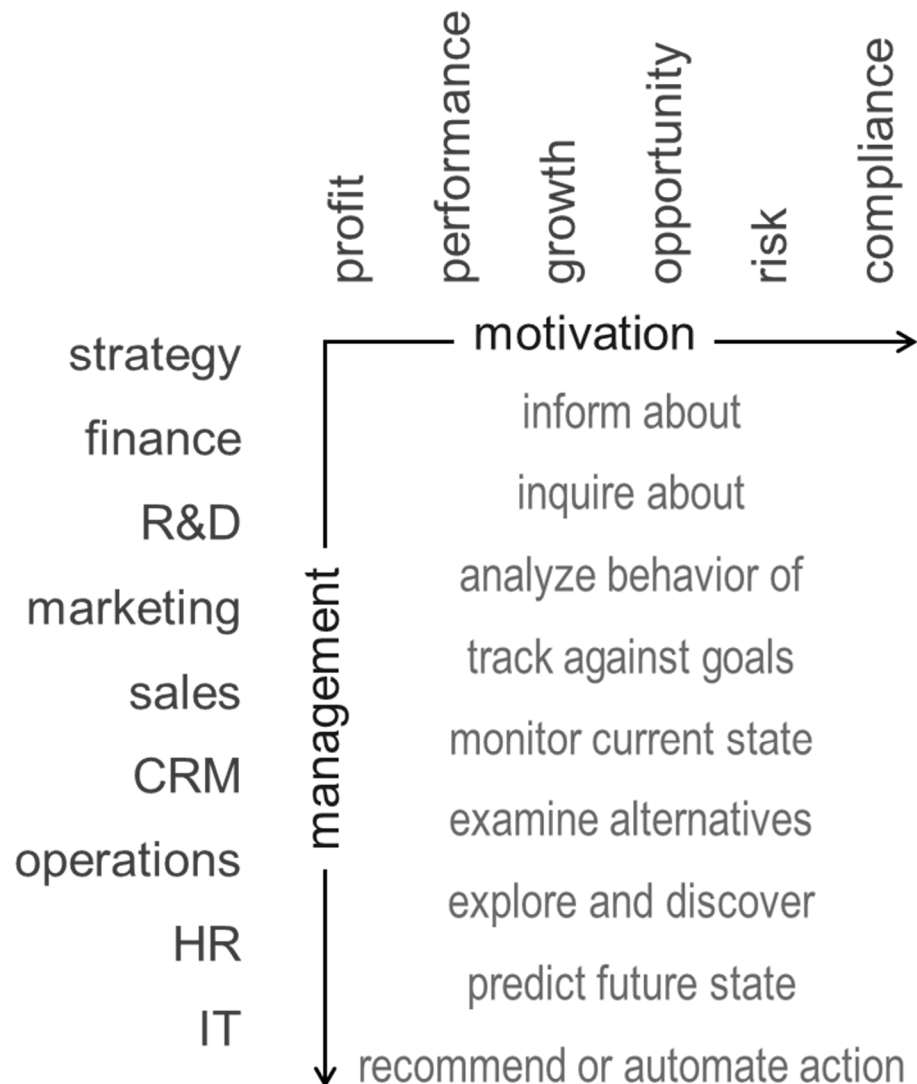 profit
performance
growth
opportunity
risk
compliance
motivation
management
strategy
finance
R&D
marketing
sales
CRM
operations
HR
IT
inform about
inquire about
analyze behavior of
track against goals
monitor current state
examine alternatives
explore and discover
predict future state
recommend or automate action